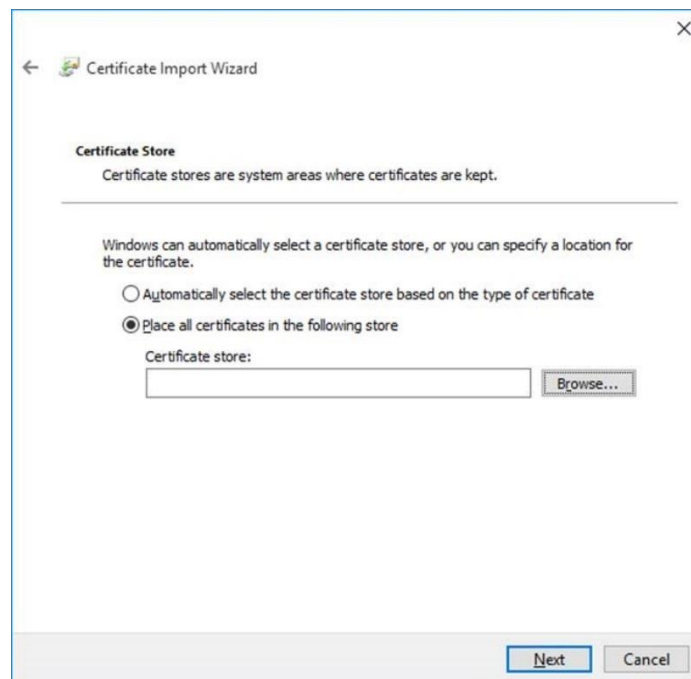 Certificate Import Wizard
Certificate Store
Certificate stores are system areas where certificates are kept.
Windows can automatically select a certificate store, or you can specify a location for
the certificate.
Automatically select the certificate store based on the type of certificate
Place all certificates in the following store
Certificate store:
Browse...
Next
Cancel